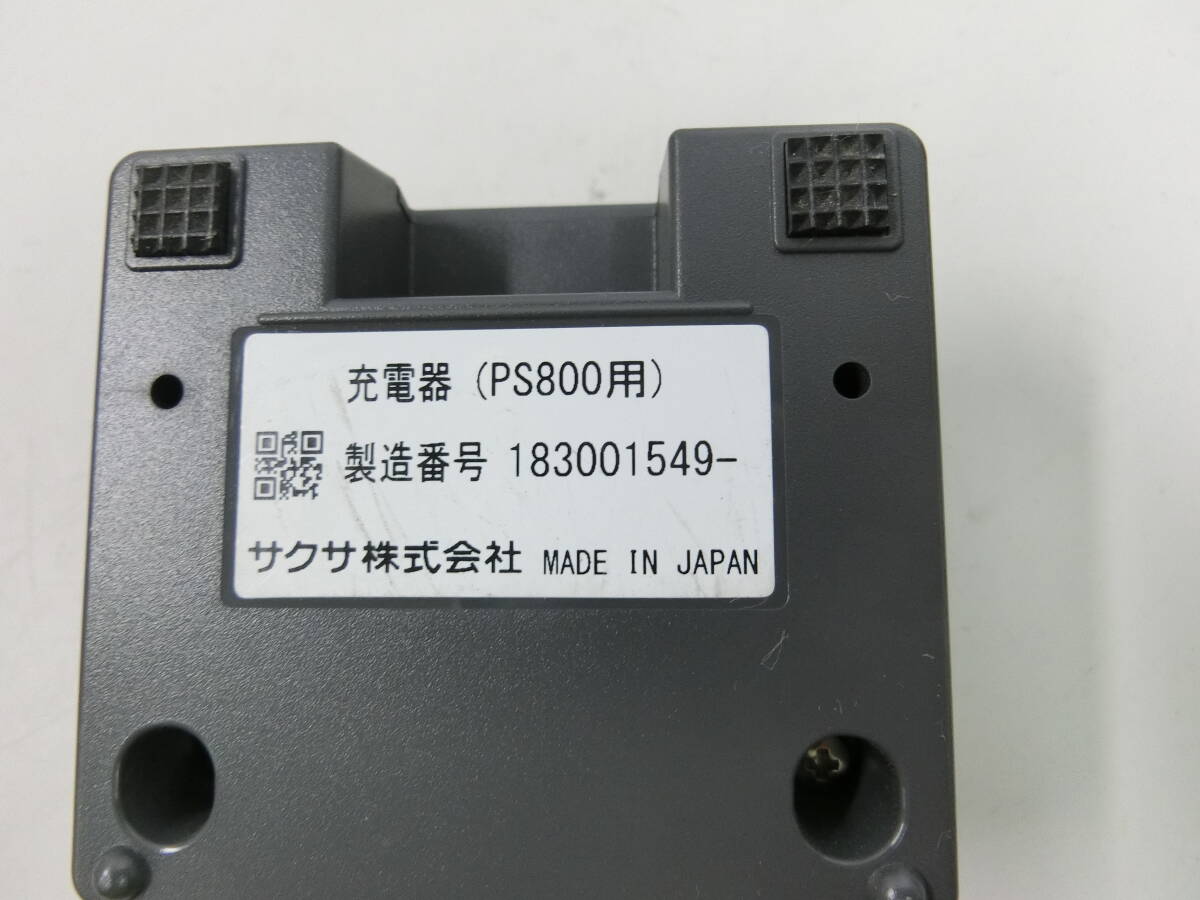 充電器 (PS800用)
製造番号 183001549-
サクサ株式会社 MADE IN JAPAN